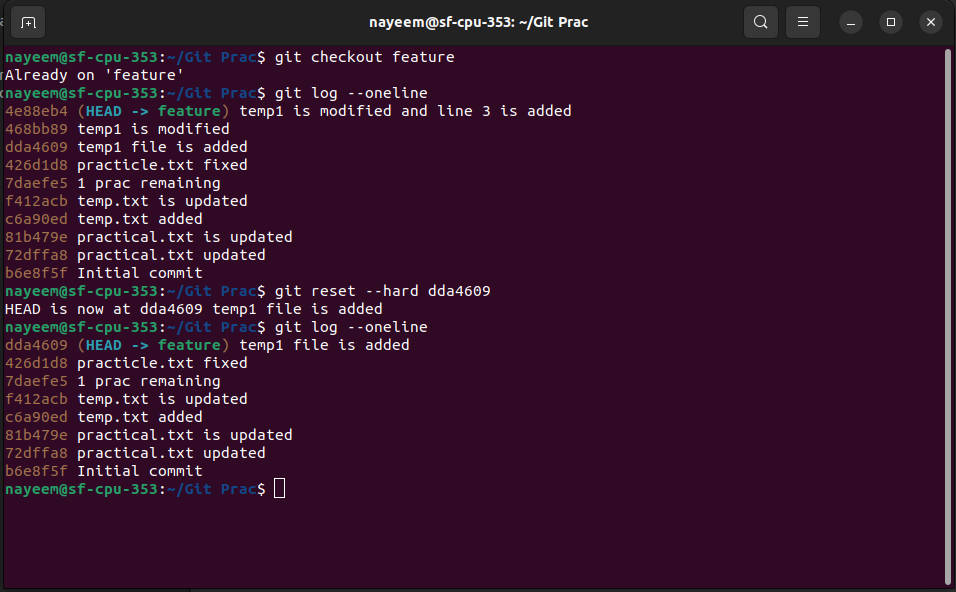 nayeem@sf-cpu-353: ~/Git Prac
nayeem@sf-cpu-353:~/Git Prac$ git checkout feature
Already on 'feature'
nayeem@sf-cpu-353:~/Git Prac$ git log --oneline
4e88eb4 (HEAD -> feature) temp1 is modified and line 3 is added
468bb89 temp1 is modified
dda4609 temp1 file is added
426d1d8 practicle.txt fixed
7daefe5 1 prac remaining
f412acb temp.txt is updated
c6a90ed temp.txt added
81b479e practical.txt is updated
72dffa8 practical.txt updated
b6e8f5f Initial commit
nayeem@sf-cpu-353:~/Git Prac$ git reset --hard dda4609
HEAD is now at dda4609 temp1 file is added
nayeem@sf-cpu-353:~/Git Prac$ git log --oneline
dda4609 (HEAD -> feature) temp1 file is added
426d1d8 practicle.txt fixed
7daefe5 1 prac remaining
f412acb temp.txt is updated
c6a90ed temp.txt added
81b479e practical.txt is updated
72dffa8 practical.txt updated
b6e8f5f Initial commit
nayeem@sf-cpu-353:~/Git Prac$